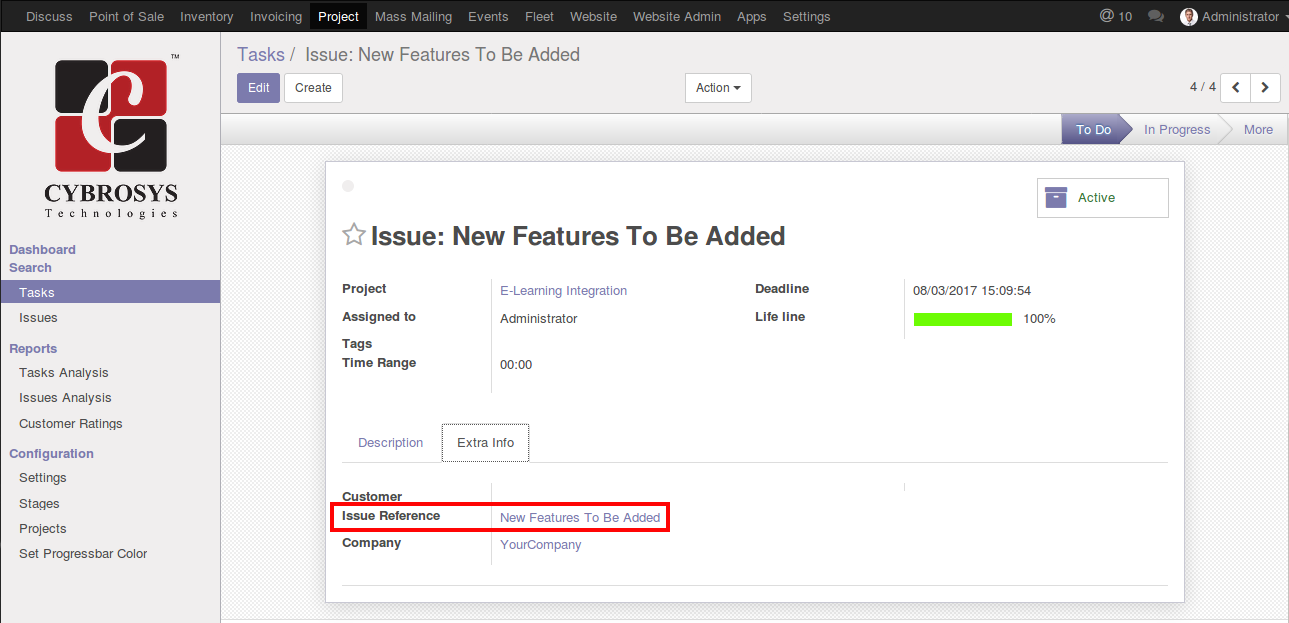 Discuss Point of Sale Inventory Invoicing Project Mass Mailing Events Fleet Website Website Admin Apps Settings @ 10 Administrator
Tasks / Issue: New Features To Be Added
Edit Create Action 4 / 4
To Do In Progress More
™
C
CYBROSYS
Technologies
Dashboard
Search
Tasks
Issues
Reports
Tasks Analysis
Issues Analysis
Customer Ratings
Configuration
Settings
Stages
Projects
Set Progressbar Color
Active
Issue: New Features To Be Added
Project E-Learning Integration Deadline 08/03/2017 15:09:54
Assigned to Administrator Life line 100%
Tags
Time Range 00:00
Description Extra Info
Customer
Issue Reference New Features To Be Added
Company YourCompany